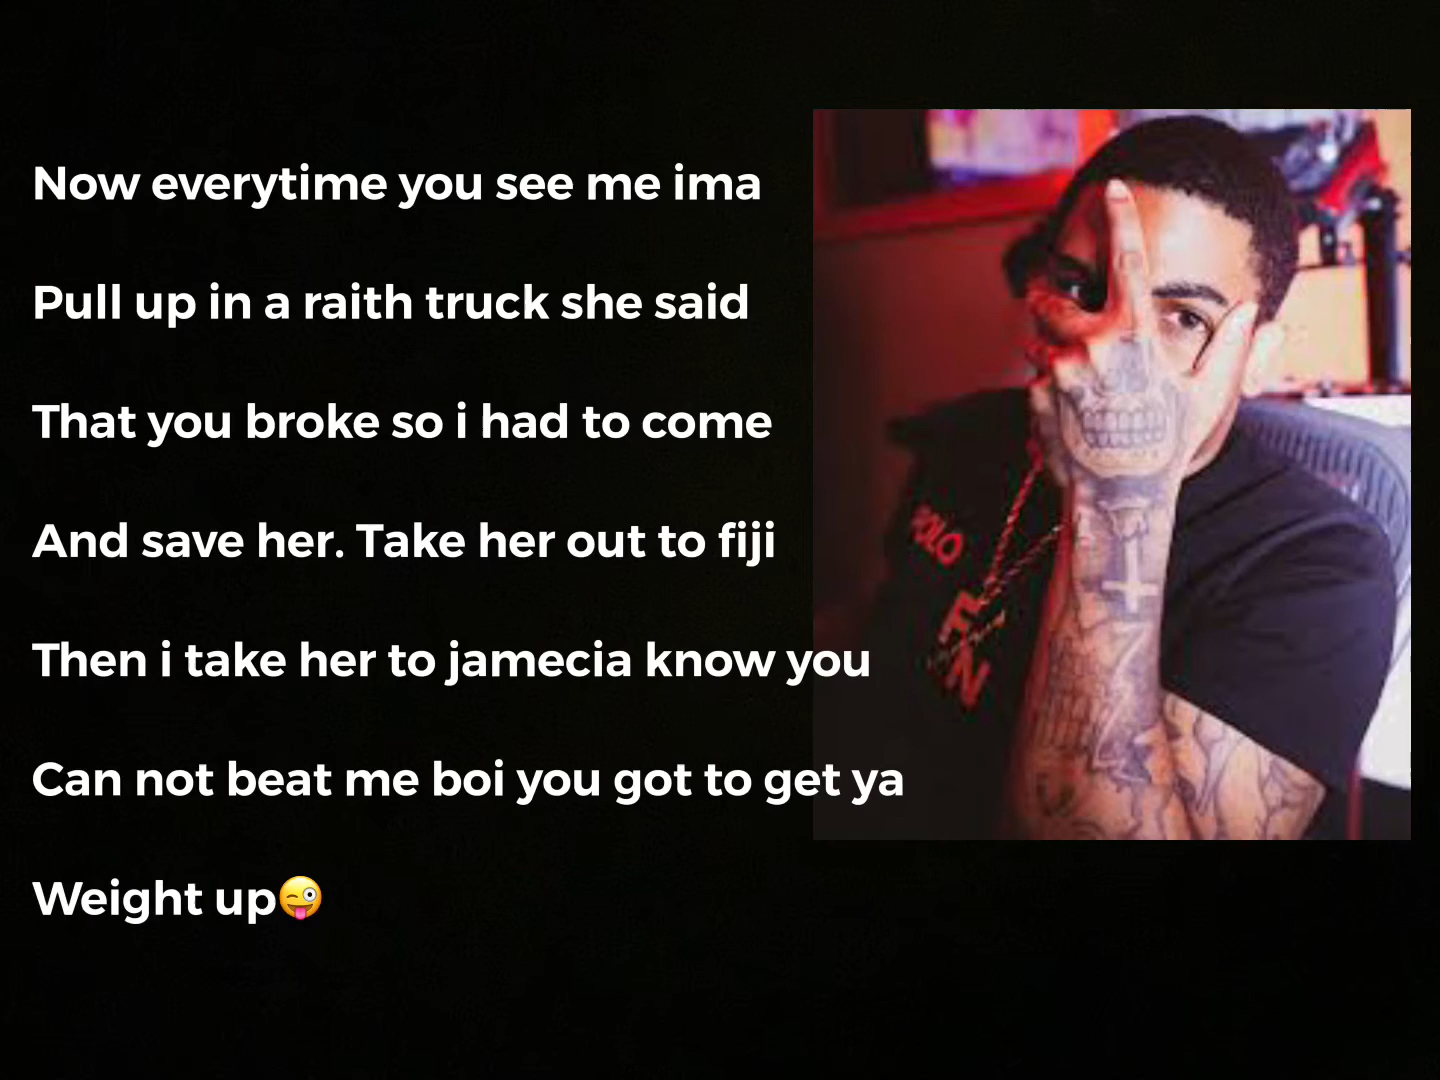 Now everytime you see me ima
Pull up in a raith truck she said
That you broke so i had to come
And save her. Take her out to fiji
Then i take her to jamecia know you
Can not beat me boi you got to get ya
Weight up😜
POLO